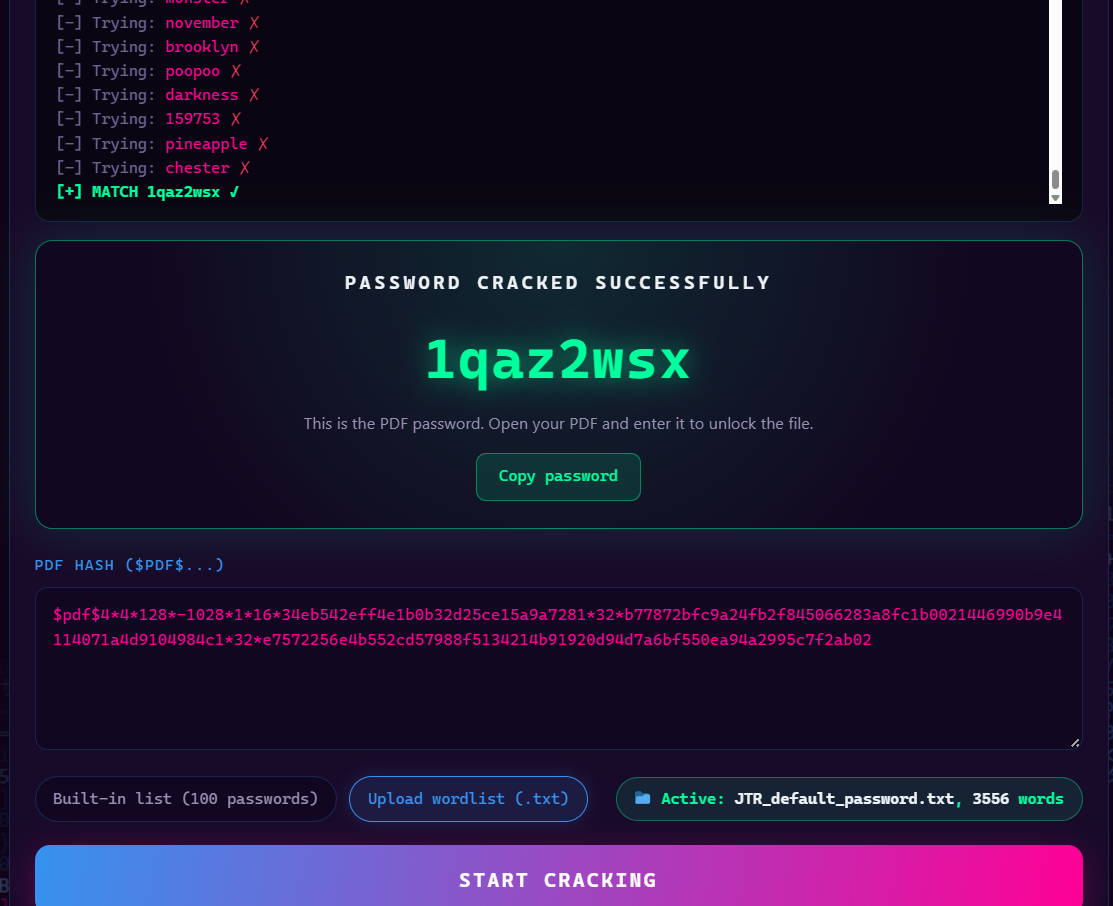 [-] Trying: monster ✗
[-] Trying: november ✗
[-] Trying: brooklyn ✗
[-] Trying: poopoo ✗
[-] Trying: darkness ✗
[-] Trying: 159753 ✗
[-] Trying: pineapple ✗
[-] Trying: chester ✗
[+] MATCH 1qaz2wsx ✓
PASSWORD CRACKED SUCCESSFULLY
1qaz2wsx
This is the PDF password. Open your PDF and enter it to unlock the file.
Copy password
PDF HASH ($PDF$...)
$pdf$4*4*128*-1028*1*16*34eb542eff4e1b0b32d25ce15a9a7281*32*b77872bfc9a24fb2f845066283a8fc1b0021446990b9e4
114071a4d9104984c1*32*e7572256e4b552cd57988f5134214b91920d94d7a6bf550ea94a2995c7f2ab02
Built-in list (100 passwords)
Upload wordlist (.txt)
Active: JTR_default_password.txt, 3556 words
START CRACKING